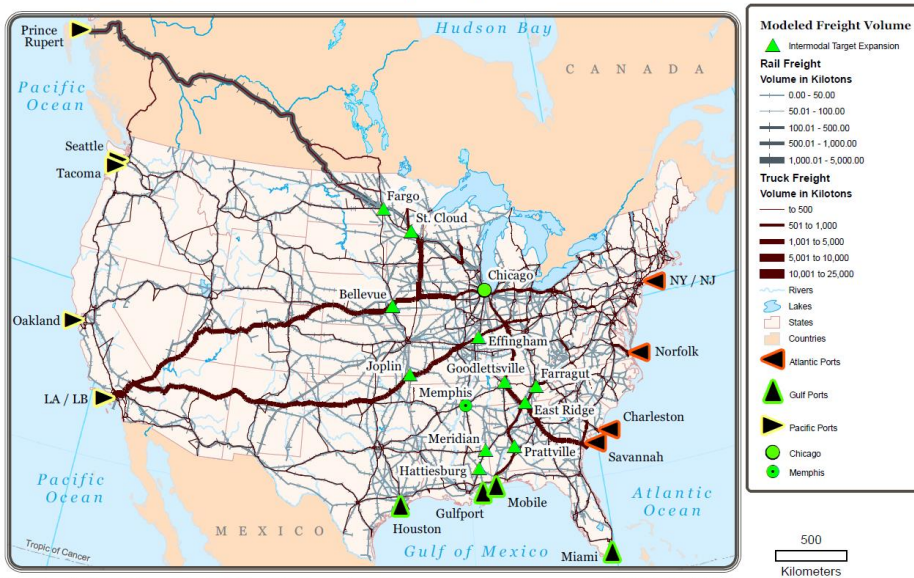 Prince
Rupert
Hudson Bay
CANADA
Pacific
Ocean
Seattle
Tacoma
Fargo
St. Cloud
Chicago
NY / NJ
Bellevue
Oakland
Effingham
Norfolk
Joplin
Goodlettsville
Farragut
LA / LB
Memphis
East Ridge
Charleston
Meridian
Prattville
Savannah
Hattiesburg
Pacific
Ocean
Atlantic
Ocean
Gulfport
Mobile
Houston
MEXICO
Gulf of Mexico
Miami
Tropic of Cancer
Modeled Freight Volume
Intermodal Target Expansion
Rail Freight
Volume in Kilotons
0.00 - 50.00
50.01 - 100.00
100.01 - 500.00
500.01 - 1,000.00
1,000.01 - 5,000.00
Truck Freight
Volume in Kilotons
to 500
501 to 1,000
1,001 to 5,000
5,001 to 10,000
10,001 to 25,000
Rivers
Lakes
States
Countries
Atlantic Ports
Gulf Ports
Pacific Ports
Chicago
Memphis
500
Kilometers